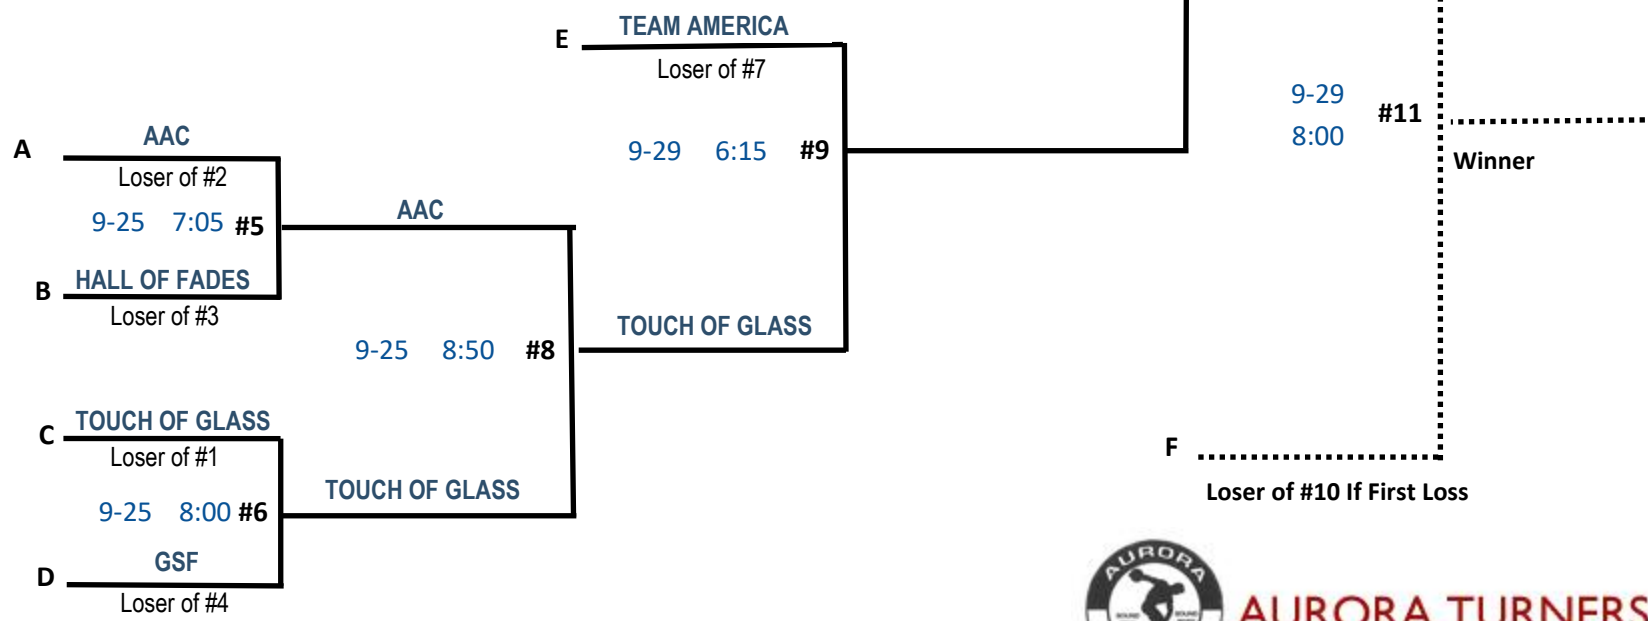 TEAM AMERICA
E
Loser of #7
9-29
8:00
#11
AAC
A
Loser of #2
9-29 6:15 #9
Winner
9-25 7:05 #5
AAC
HALL OF FADES
B
Loser of #3
TOUCH OF GLASS
9-25 8:50 #8
TOUCH OF GLASS
C
Loser of #1
F
TOUCH OF GLASS
Loser of #10 If First Loss
9-25 8:00 #6
GSF
D
Loser of #4
AURORA
AURORA TURNERS